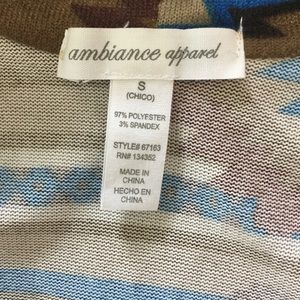 ambiance apparel
S
(CHICO)
97% POLYESTER
3% SPANDEX
STYLE# 67163
RN# 134352
MADE IN
CHINA
HECHO EN
CHINA